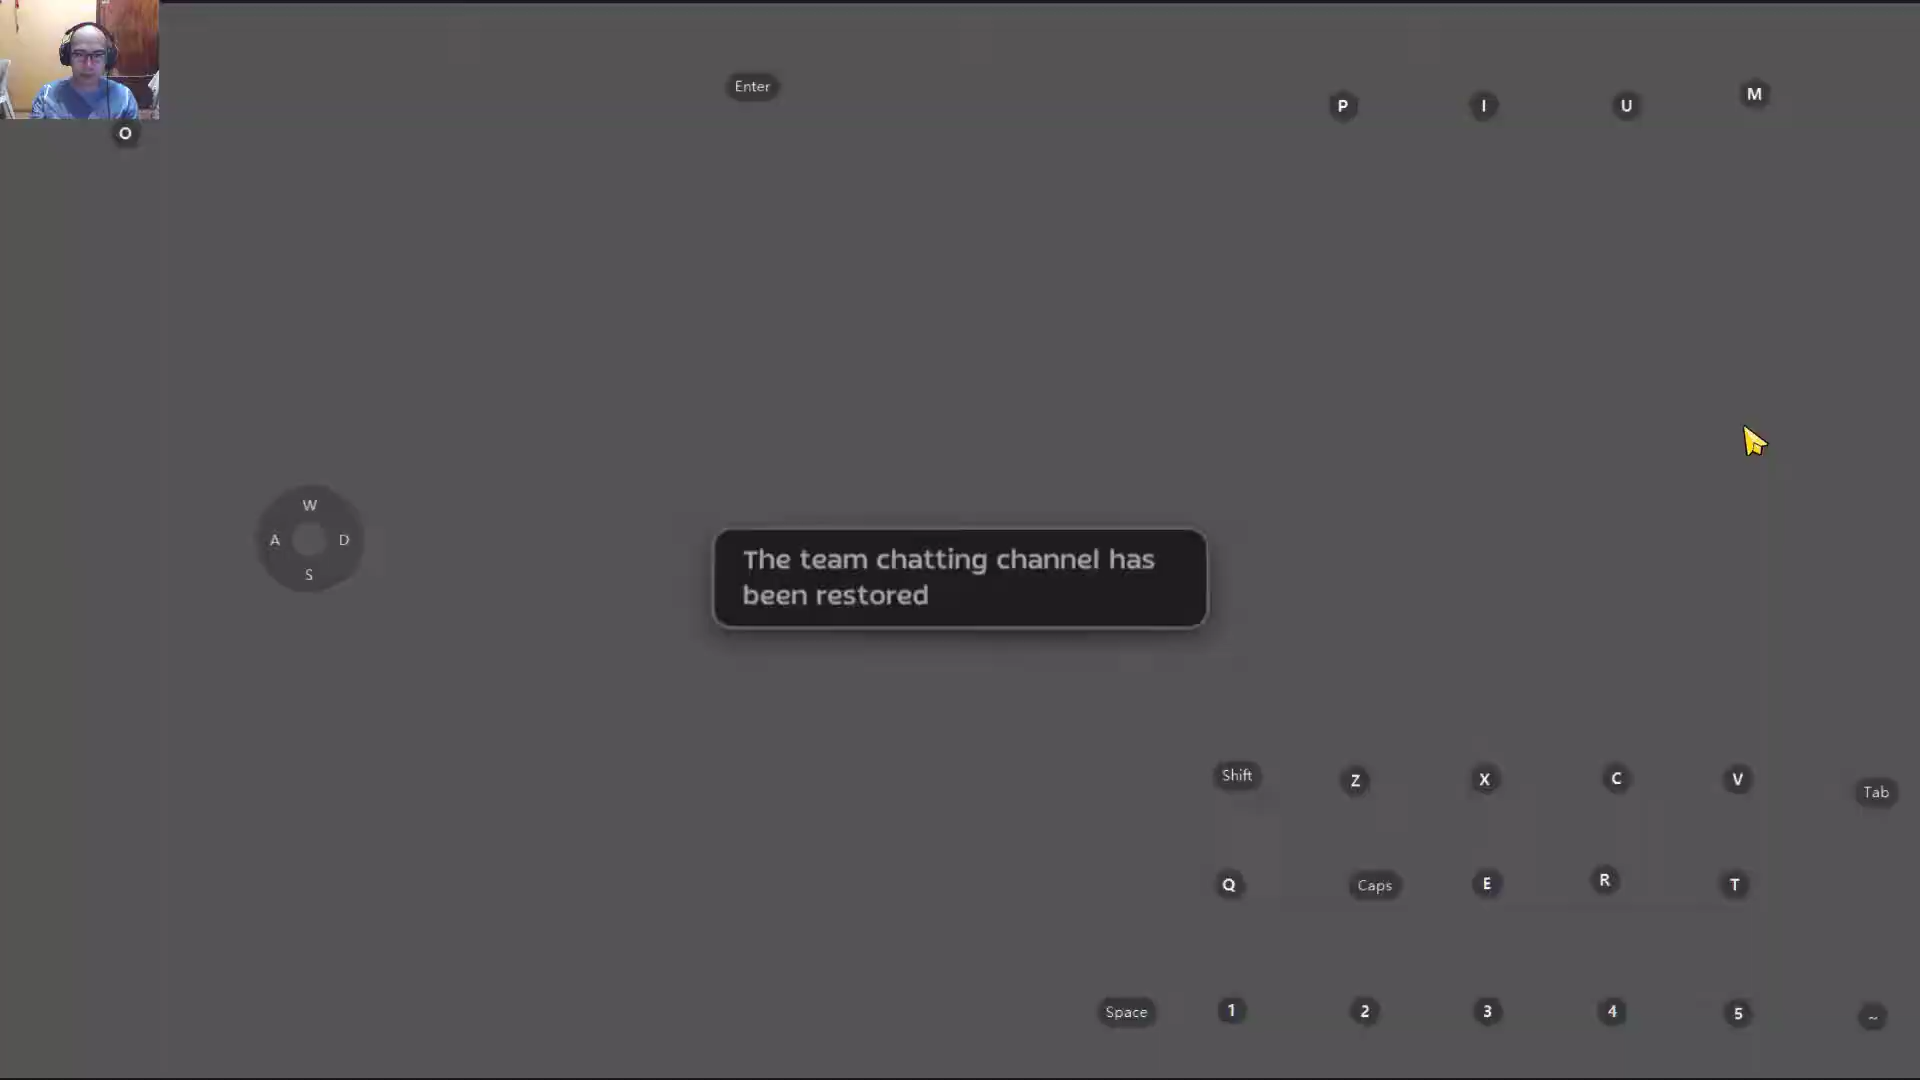 Enter
P
I
U
M
O
W
A
D
S
The team chatting channel has
been restored
Shift
Z
X
C
V
Tab
Q
Caps
E
R
T
Space
1
2
3
4
5
~